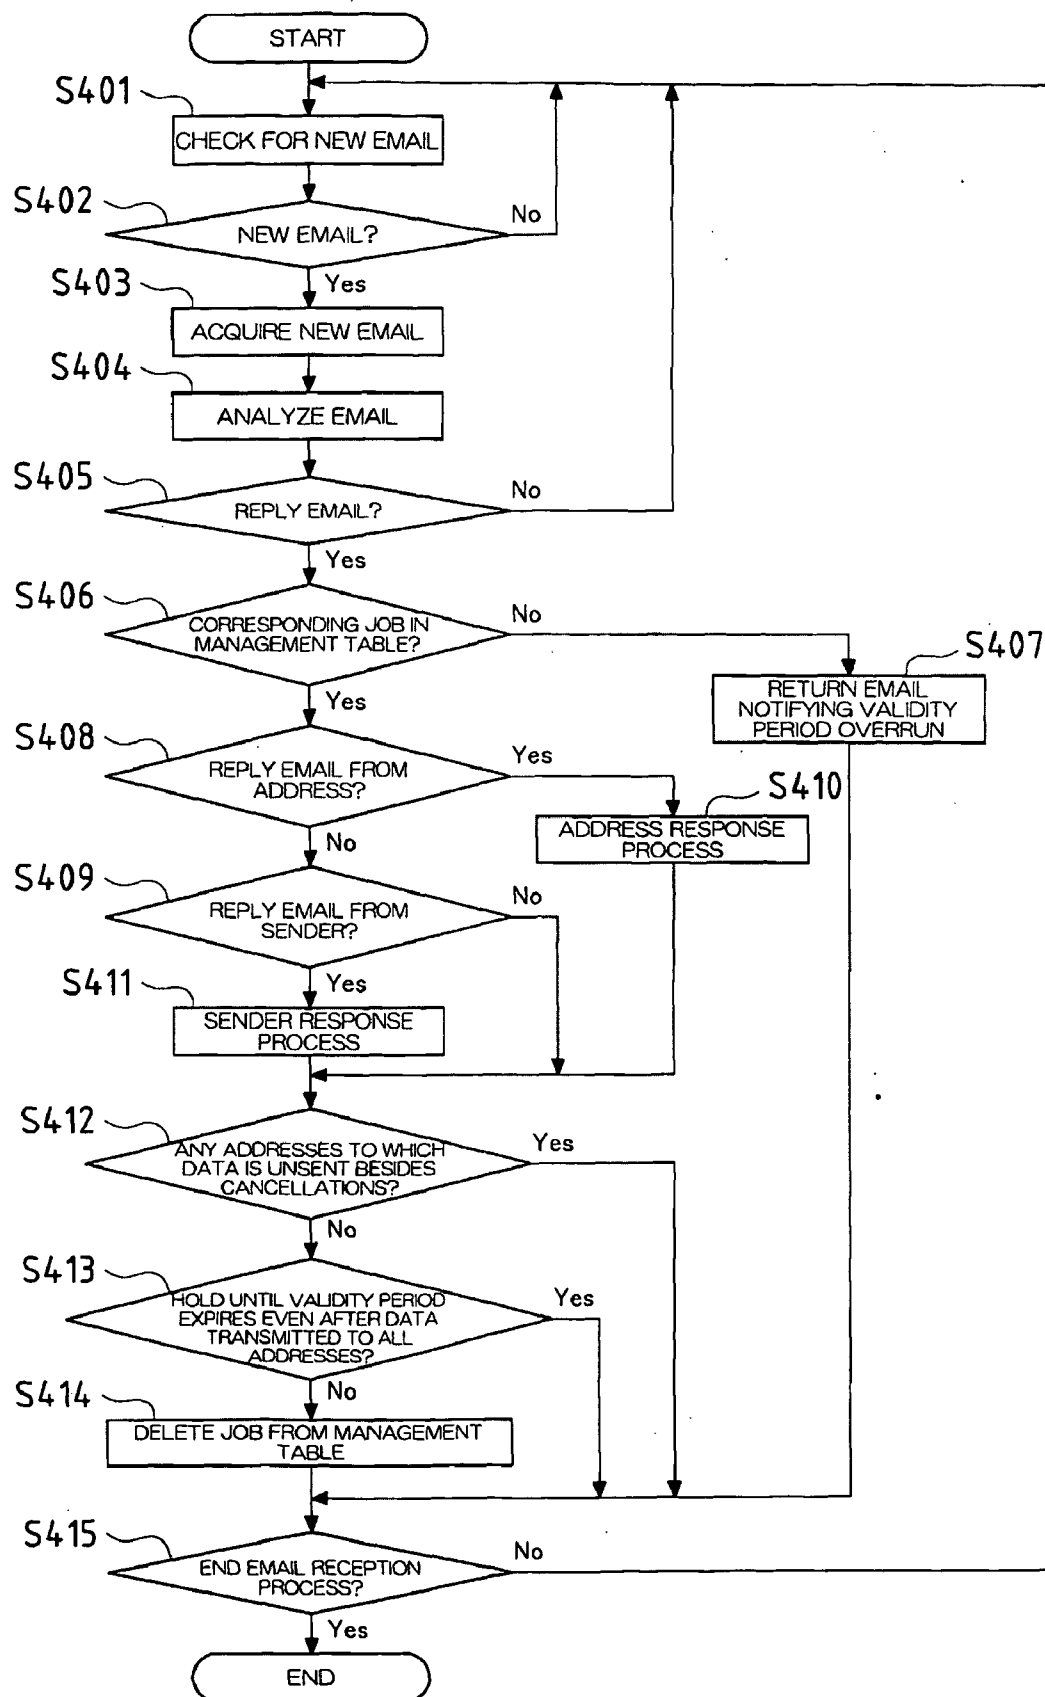 START
S401
CHECK FOR NEW EMAIL
S402
NEW EMAIL?
No
Yes
S403
ACQUIRE NEW EMAIL
S404
ANALYZE EMAIL
S405
REPLY EMAIL?
No
Yes
S406
CORRESPONDING JOB IN
MANAGEMENT TABLE?
No
Yes
S407
RETURN EMAIL
NOTIFYING VALIDITY
PERIOD OVERRUN
S408
REPLY EMAIL FROM
ADDRESS?
Yes
No
S410
ADDRESS RESPONSE
PROCESS
S409
REPLY EMAIL FROM
SENDER?
No
Yes
S411
SENDER RESPONSE
PROCESS
S412
ANY ADDRESSES TO WHICH
DATA IS UNSENT BESIDES
CANCELLATIONS?
Yes
No
S413
HOLD UNTIL VALIDITY PERIOD
EXPIRES EVEN AFTER DATA
TRANSMITTED TO ALL
ADDRESSES?
Yes
No
S414
DELETE JOB FROM MANAGEMENT
TABLE
S415
END EMAIL RECEPTION
PROCESS?
No
Yes
END